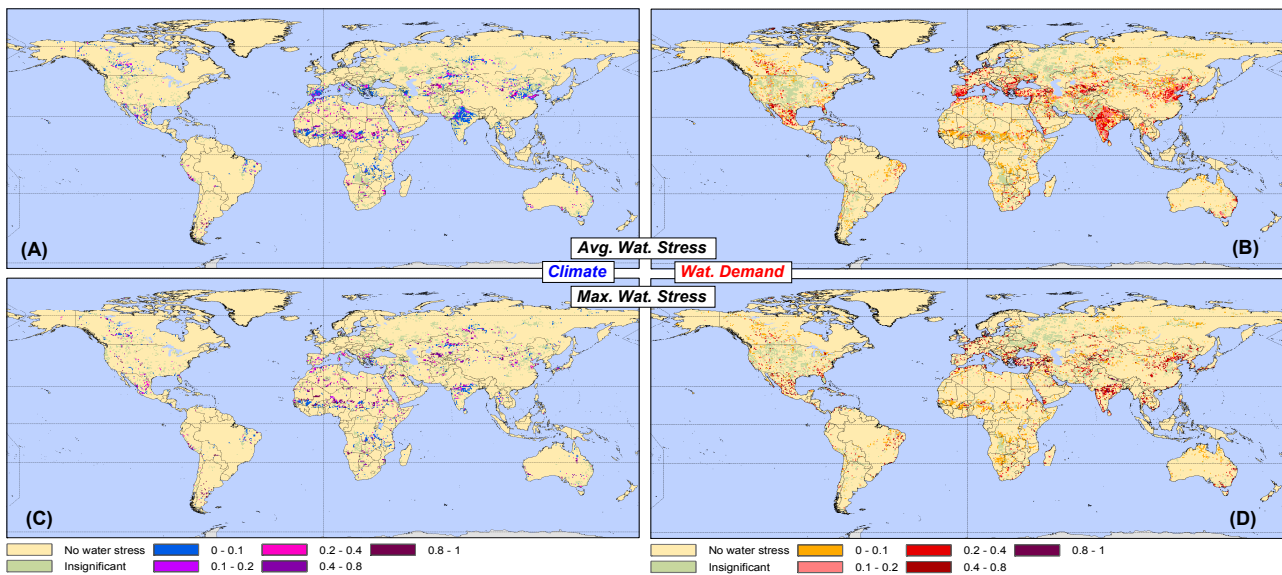 (A)
(B)
Avg. Wat. Stress
Climate
Wat. Demand
Max. Wat. Stress
(C)
(D)
No water stress 0 - 0.1 0.2 - 0.4 0.8 - 1
Insignificant 0.1 - 0.2 0.4 - 0.8
No water stress 0 - 0.1 0.2 - 0.4 0.8 - 1
Insignificant 0.1 - 0.2 0.4 - 0.8